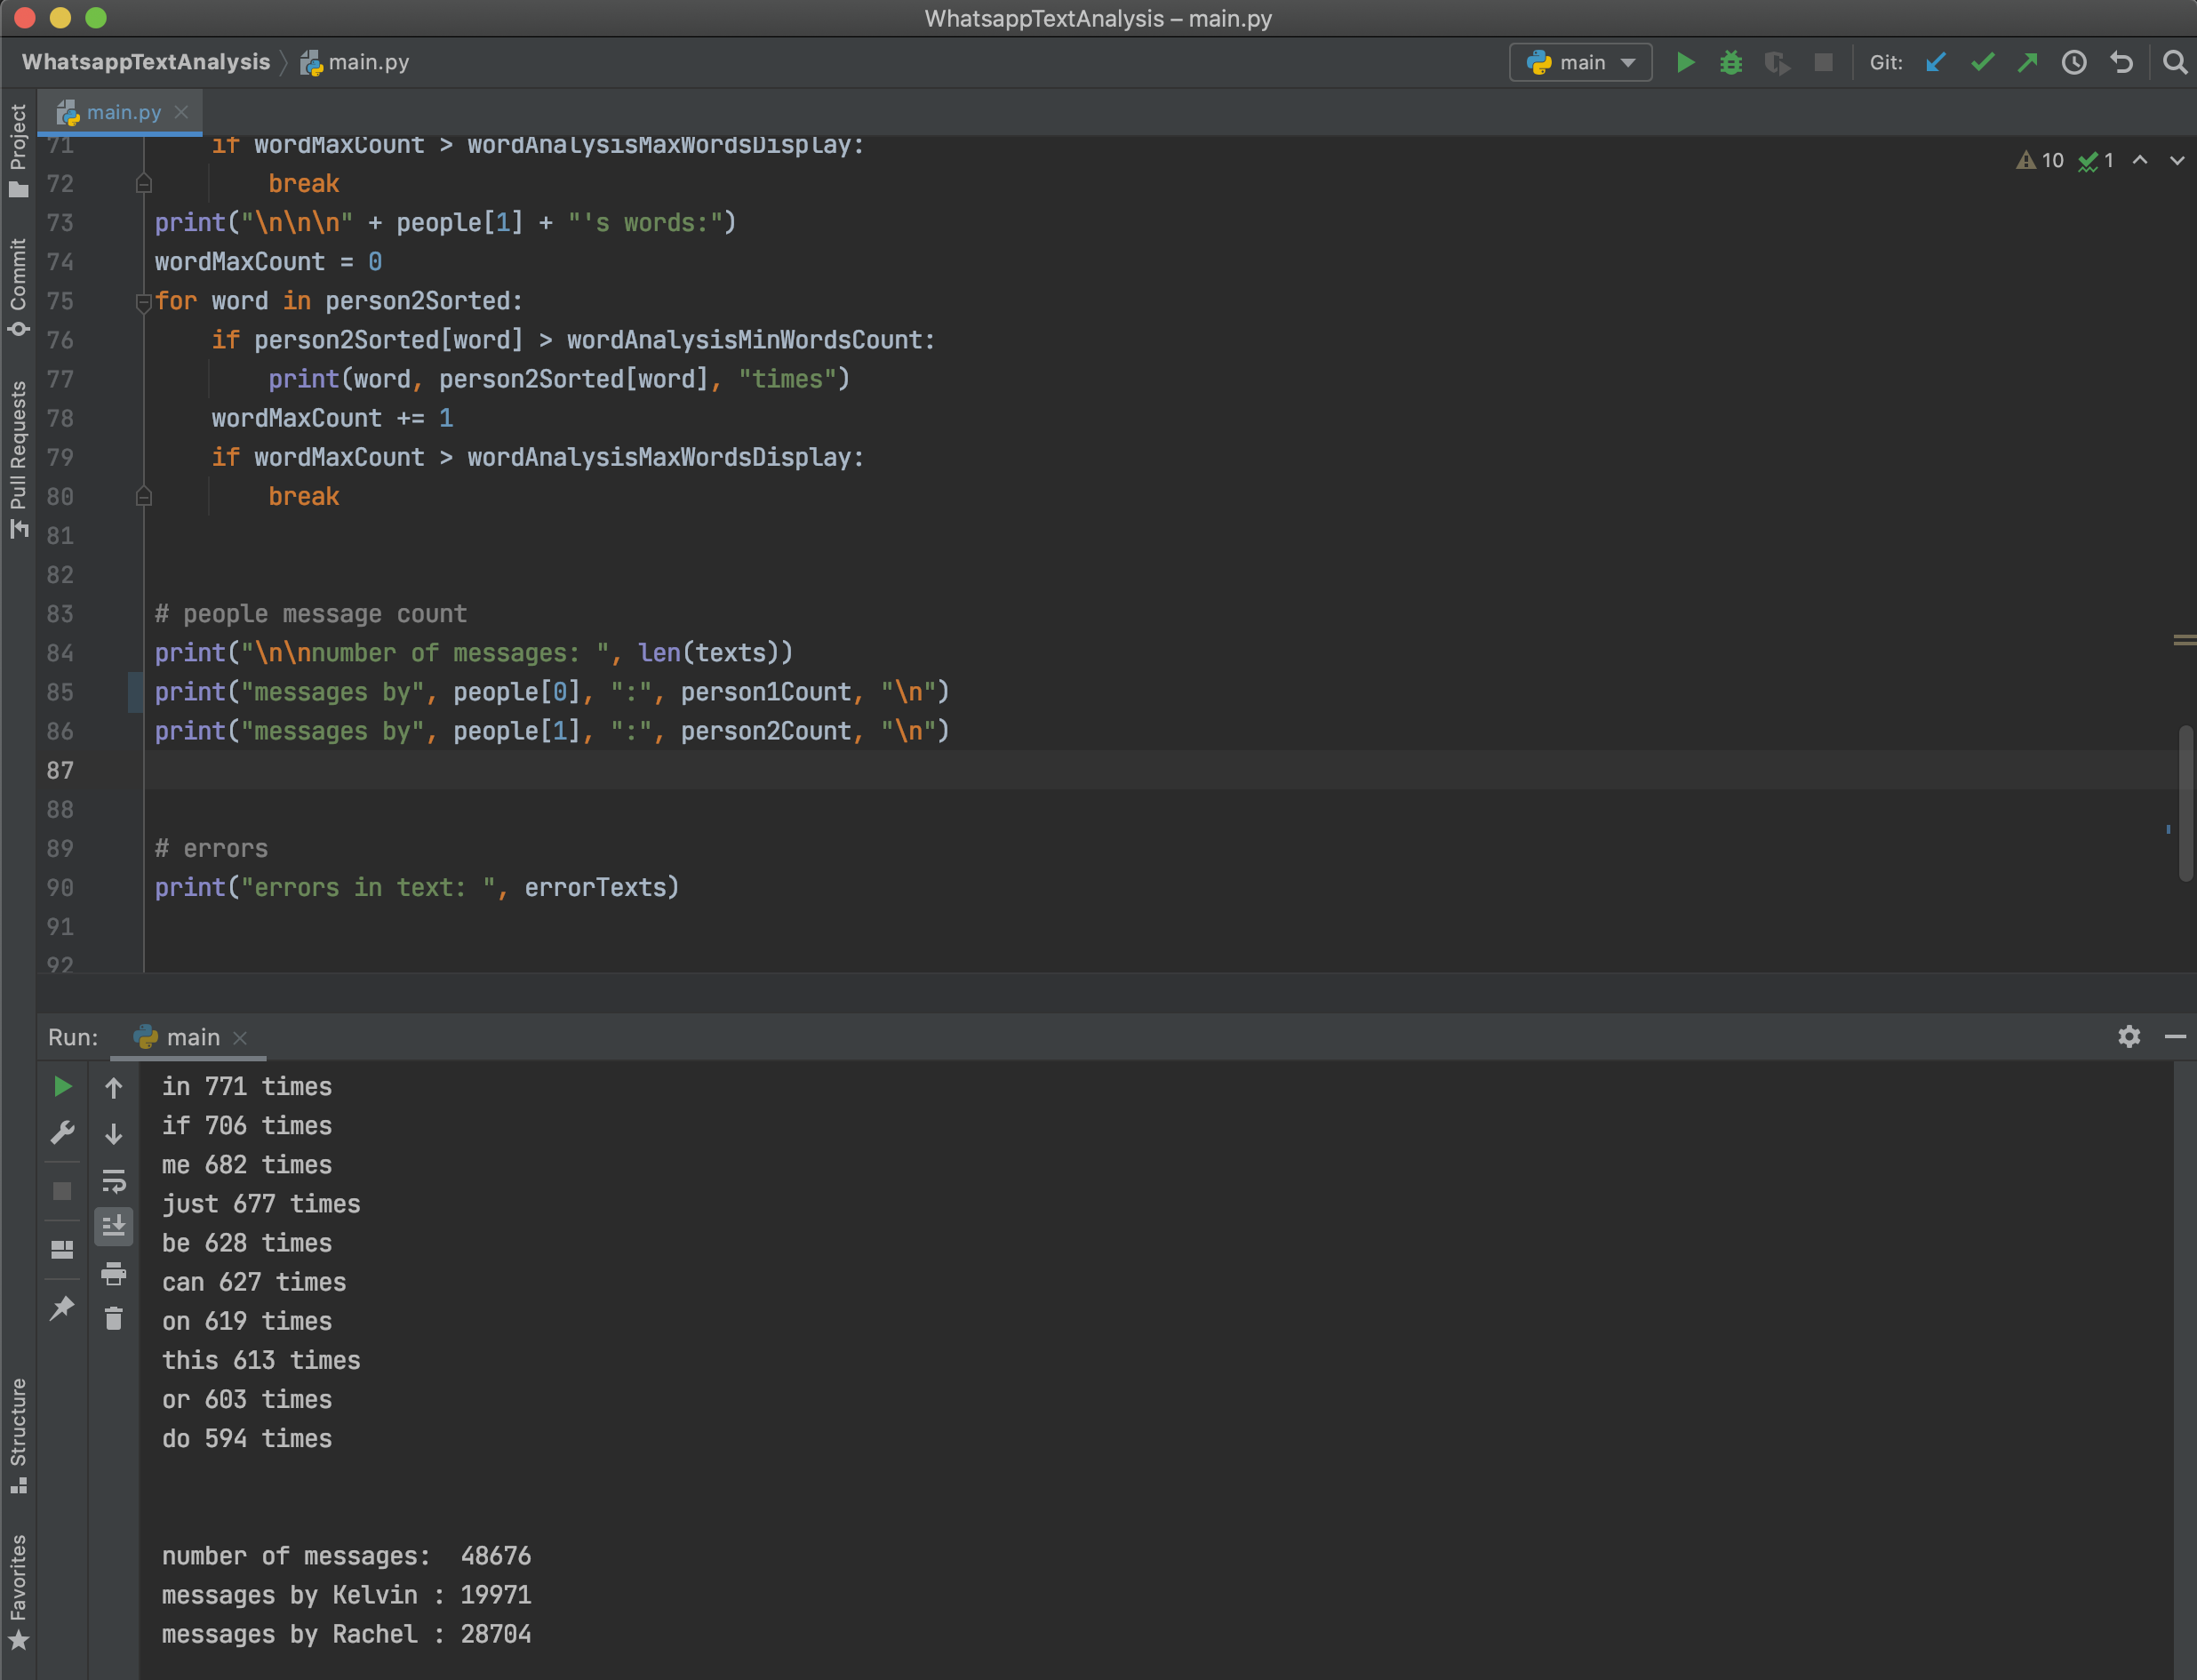 WhatsappTextAnalysis – main.py
WhatsappTextAnalysis main.py main Git:
Project
Commit
Pull Requests
Structure
Favorites
main.py
10 1
71 if wordMaxCount > wordAnalysisMaxWordsDisplay:
72 break
73 print("\n\n\n" + people[1] + "'s words:")
74 wordMaxCount = 0
75 for word in person2Sorted:
76 if person2Sorted[word] > wordAnalysisMinWordsCount:
77 print(word, person2Sorted[word], "times")
78 wordMaxCount += 1
79 if wordMaxCount > wordAnalysisMaxWordsDisplay:
80 break
81
82
83 # people message count
84 print("\n\nnumber of messages: ", len(texts))
85 print("messages by", people[0], ":", person1Count, "\n")
86 print("messages by", people[1], ":", person2Count, "\n")
87
88
89 # errors
90 print("errors in text: ", errorTexts)
91
92
Run: main
in 771 times
if 706 times
me 682 times
just 677 times
be 628 times
can 627 times
on 619 times
this 613 times
or 603 times
do 594 times
number of messages:  48676
messages by Kelvin : 19971
messages by Rachel : 28704